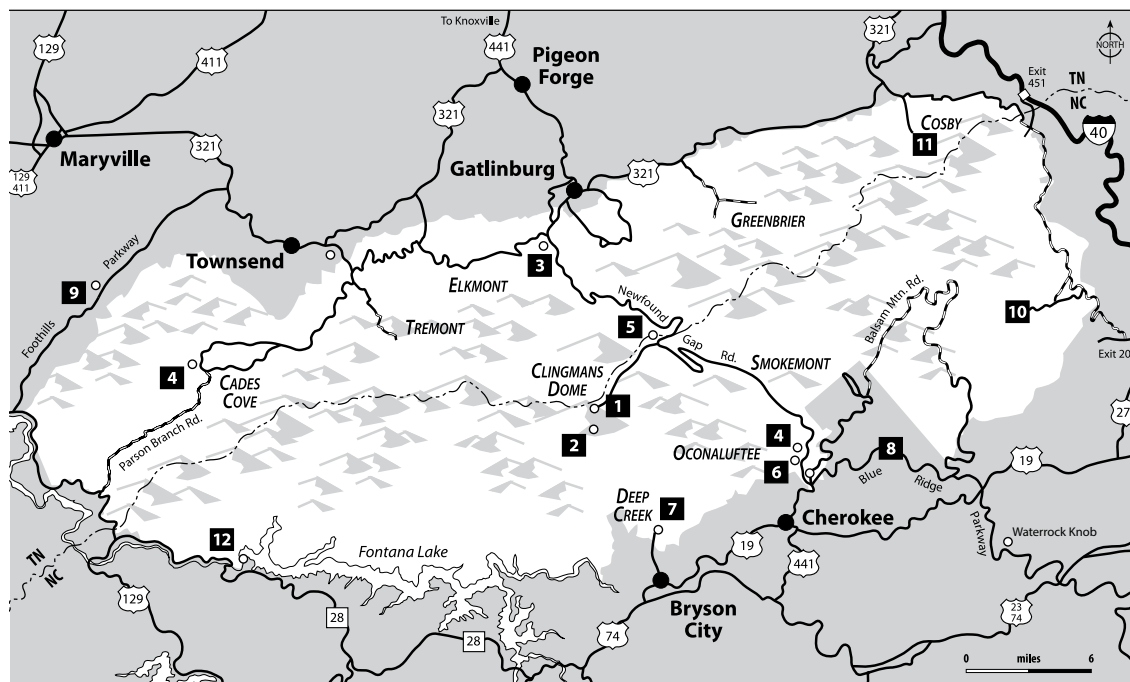 To Knoxville
129
411
441
321
NORTH
Pigeon
Forge
Exit
451
TN
NC
40
321
COSBY
11
Maryville
321
Gatlinburg
321
129
411
GREENBRIER
Townsend
3
ELKMONT
Parkway
9
Foothills
TREMONT
Newfound
Gap
Rd.
5
Balsam Mtn. Rd.
10
Exit 20
CLINGMANS
DOME
SMOKEMONT
4
CADES
COVE
1
2
27
Parson Branch Rd.
OCONALUFTEE
4
6
8
Blue
Ridge
Parkway
19
DEEP
CREEK
7
Cherokee
Waterrock Knob
12
Fontana Lake
19
441
TN
NC
129
28
28
74
Bryson
City
23
74
0 miles 6